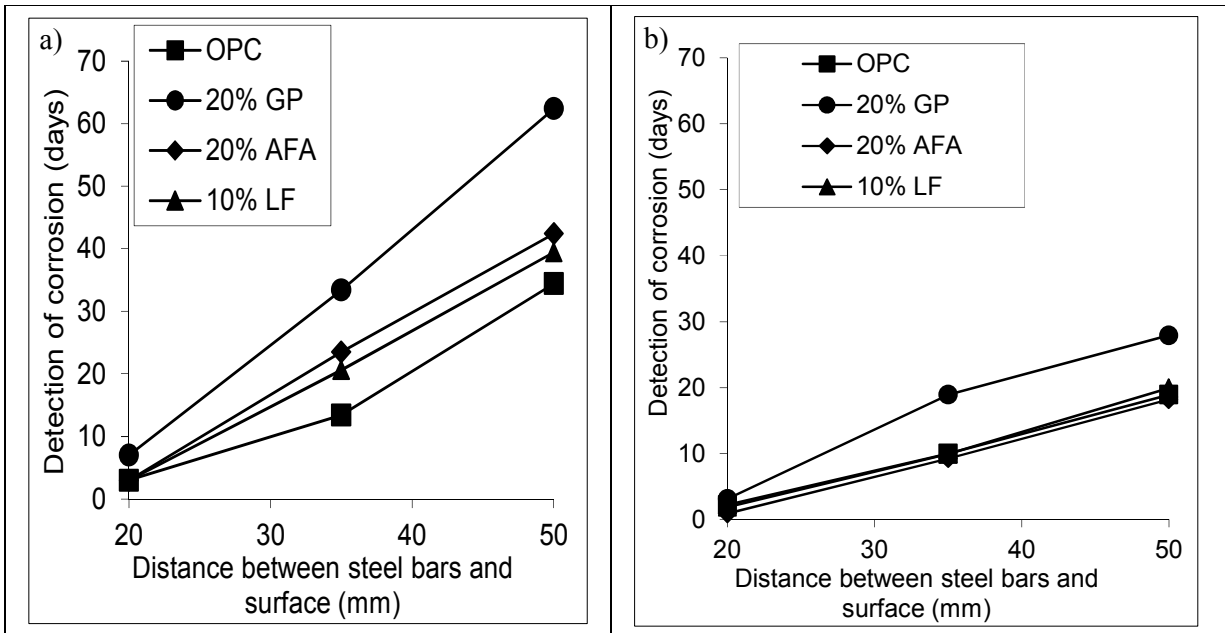 a)
OPC
20% GP
20% AFA
10% LF
Detection of corrosion (days)
70
60
50
40
30
20
10
0
20
30
40
50
Distance between steel bars and
surface (mm)
b)
OPC
20% GP
20% AFA
10% LF
Detection of corrosion (days)
70
60
50
40
30
20
10
0
20
30
40
50
Distance between steel bars and
surface (mm)